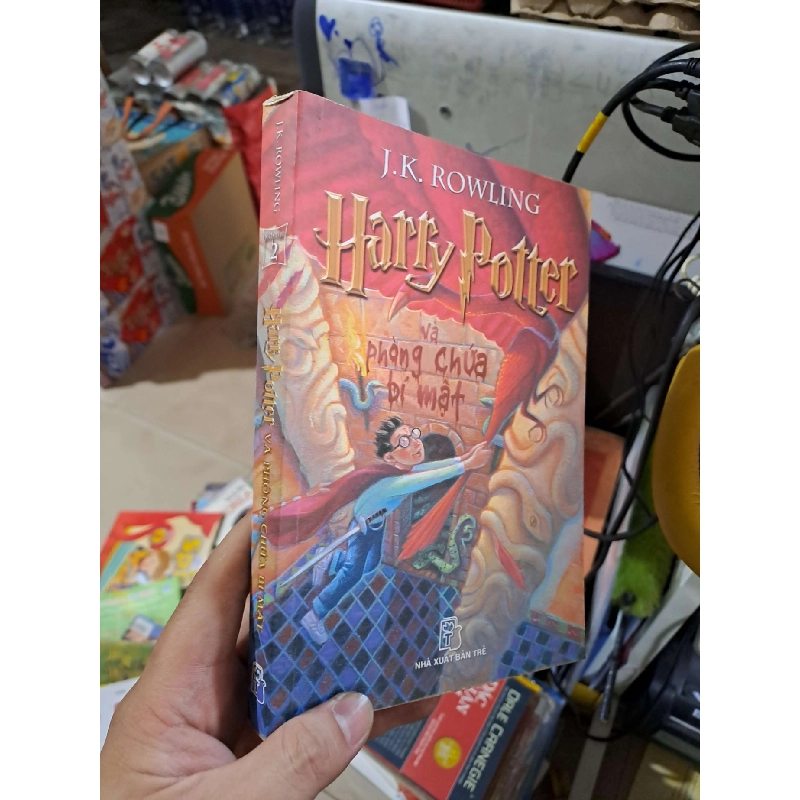 J.K. ROWLING
Harry Potter
và
phòng chứa
bí mật
NHÀ XUẤT BẢN TRẺ
J.K. ROWLING
2
Harry Potter VÀ PHÒNG CHỨA BÍ MẬT
DALE CARNEGIE